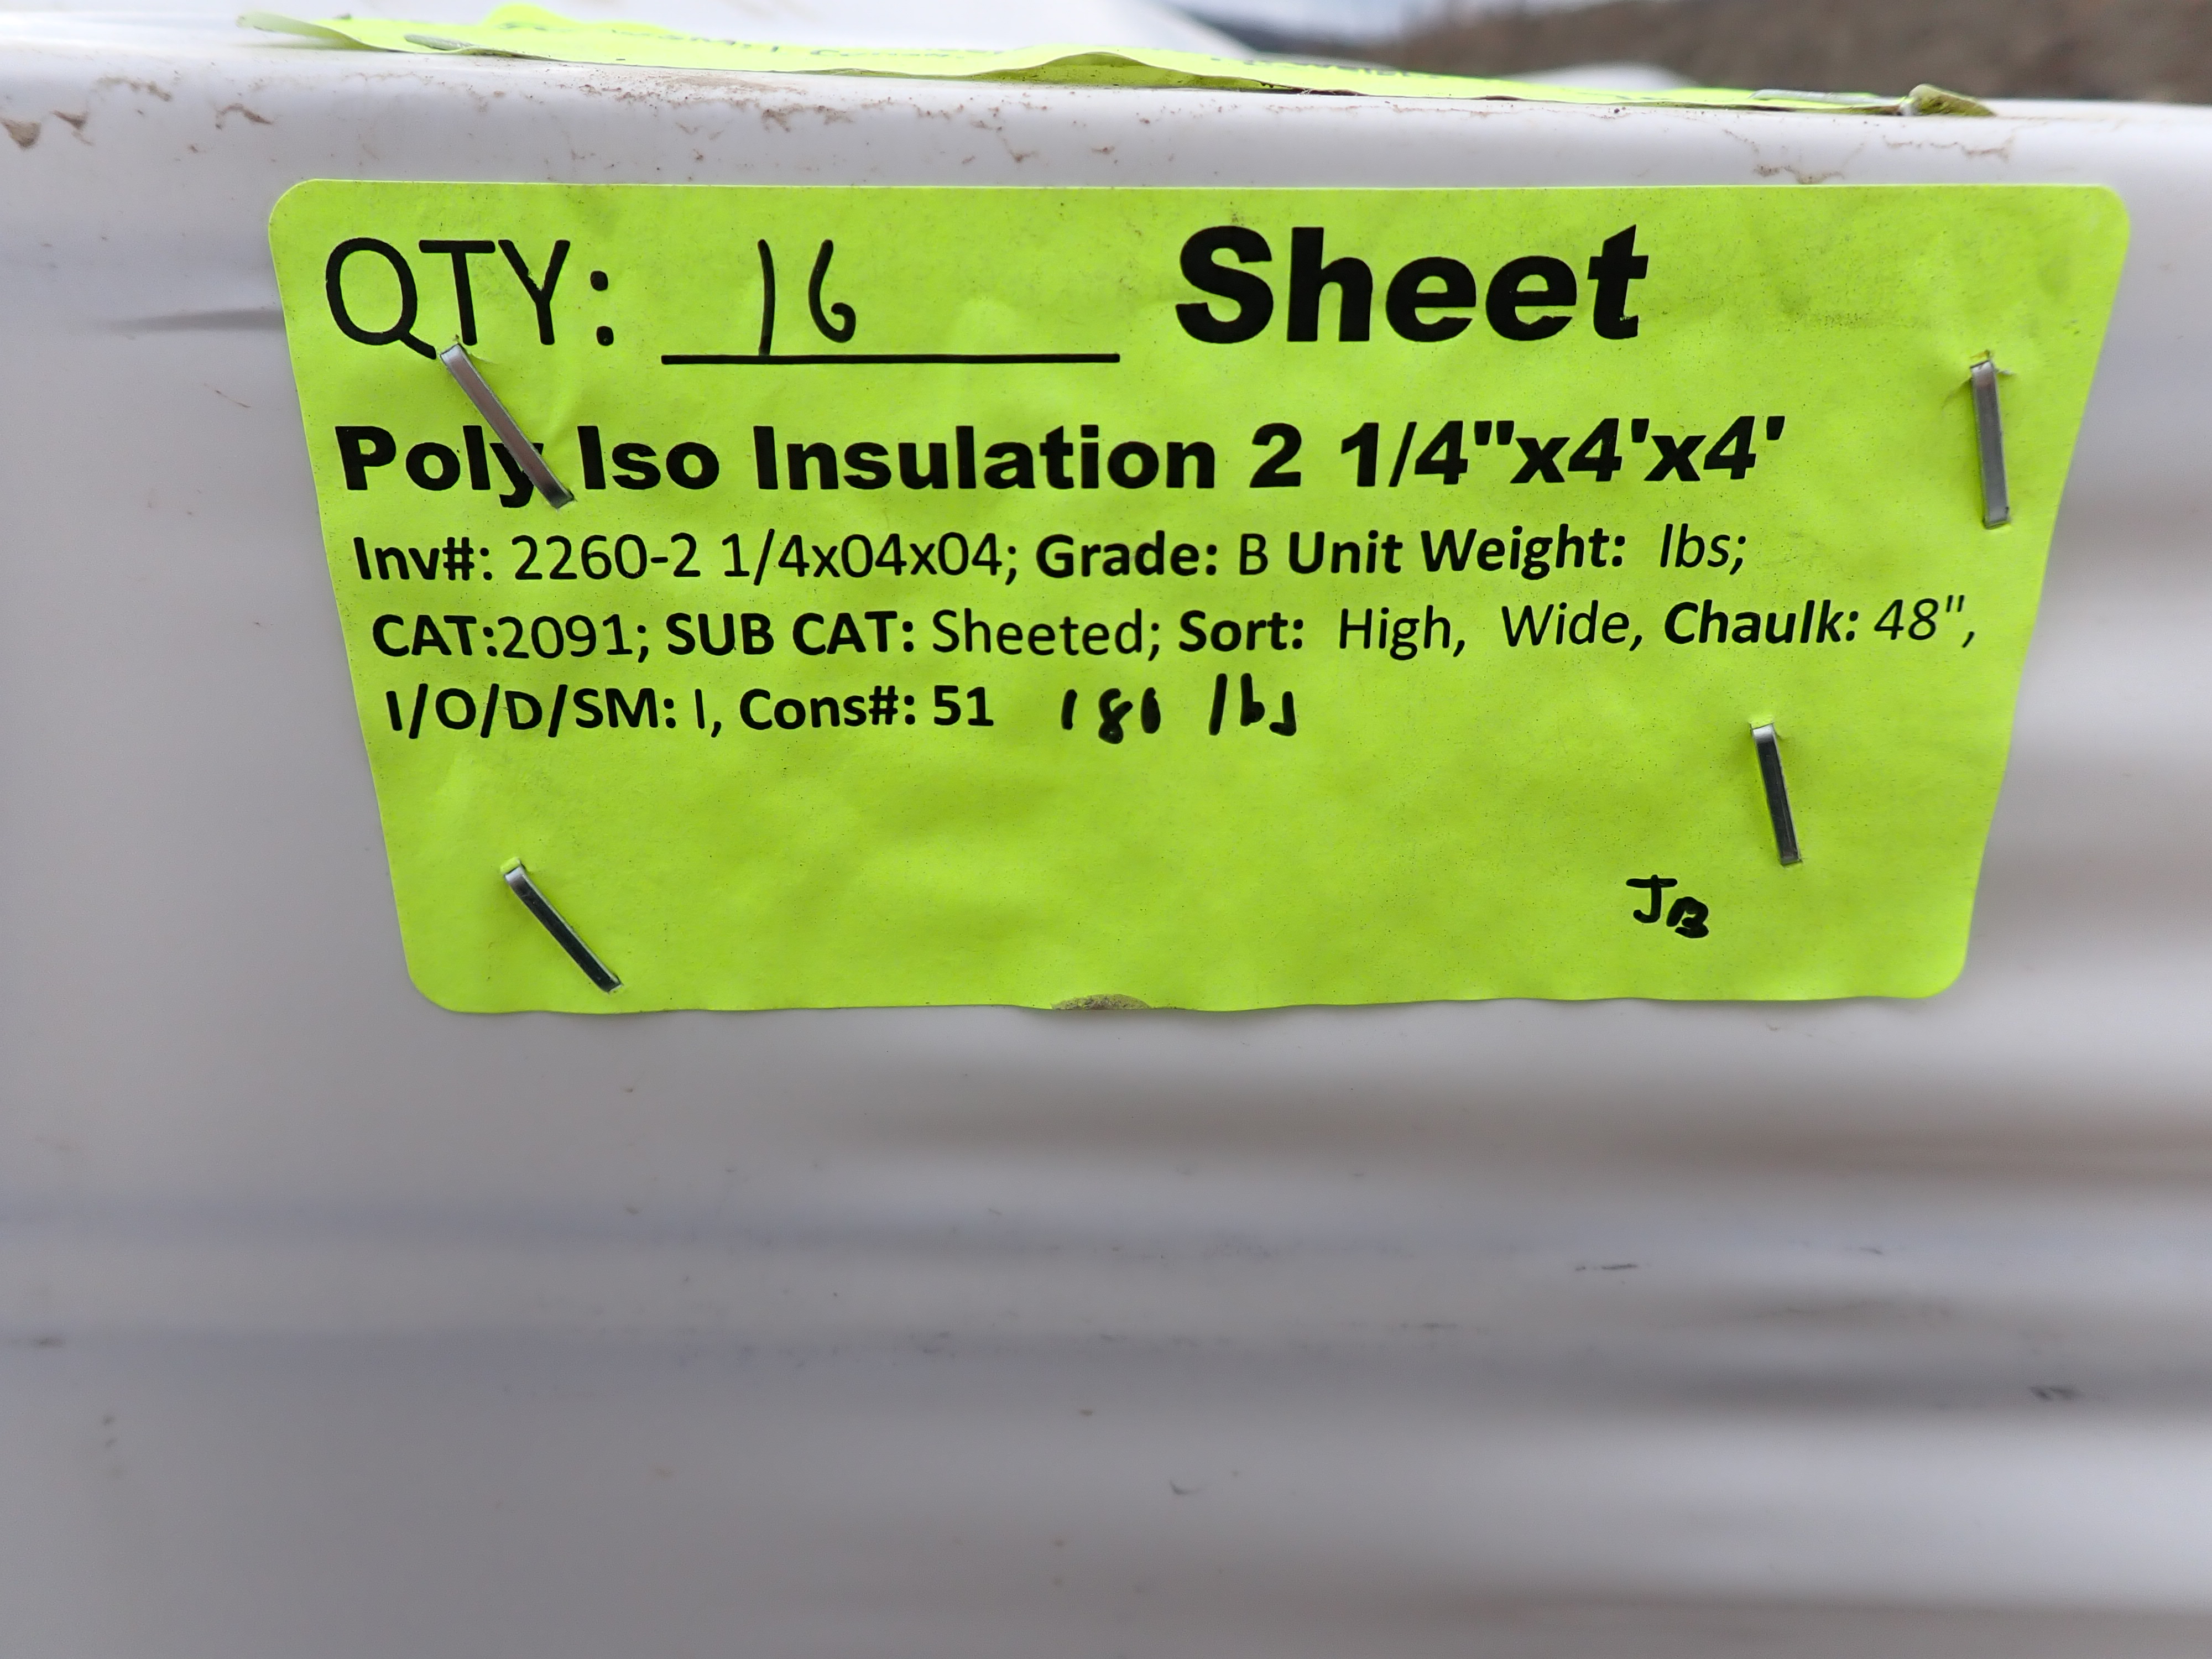 QTY: 16 Sheet
Poly Iso Insulation 2 1/4"x4'x4'
Inv#: 2260-2 1/4x04x04; Grade: B Unit Weight: lbs;
CAT:2091; SUB CAT: Sheeted; Sort: High, Wide, Chaulk: 48",
I/O/D/SM: I, Cons#: 51 180 lbs
JB